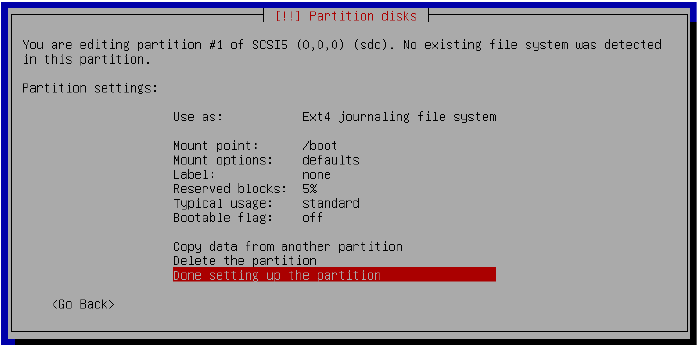 [!!] Partition disks
You are editing partition #1 of SCSI5 (0,0,0) (sdc). No existing file system was detected
in this partition.
Partition settings:
Use as: Ext4 journaling file system
Mount point: /boot
Mount options: defaults
Label: none
Reserved blocks: 5%
Typical usage: standard
Bootable flag: off
Copy data from another partition
Delete the partition
Done setting up the partition
<Go Back>